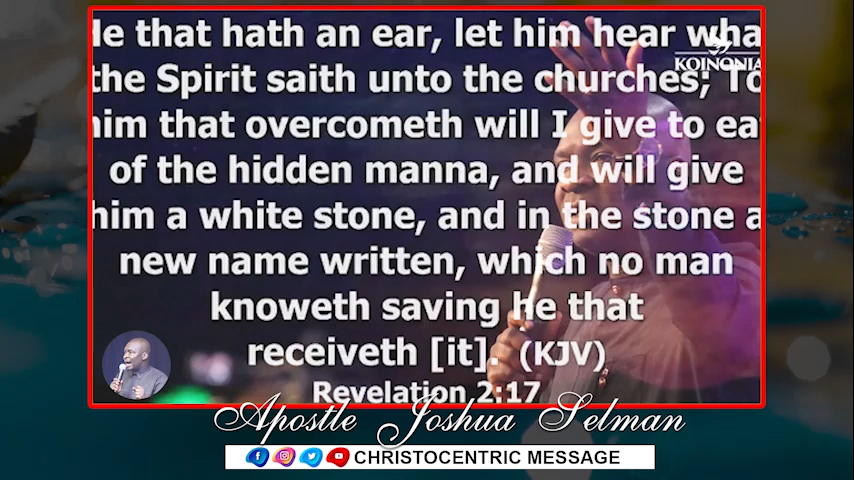 He that hath an ear, let him hear wha
KOINONIA
the Spirit saith unto the churches; To
him that overcometh will I give to eat
of the hidden manna, and will give
him a white stone, and in the stone a
new name written, which no man
knoweth saving he that
receiveth [it]. (KJV)
Revelation 2:17
Apostle Joshua Selman
CHRISTOCENTRIC MESSAGE